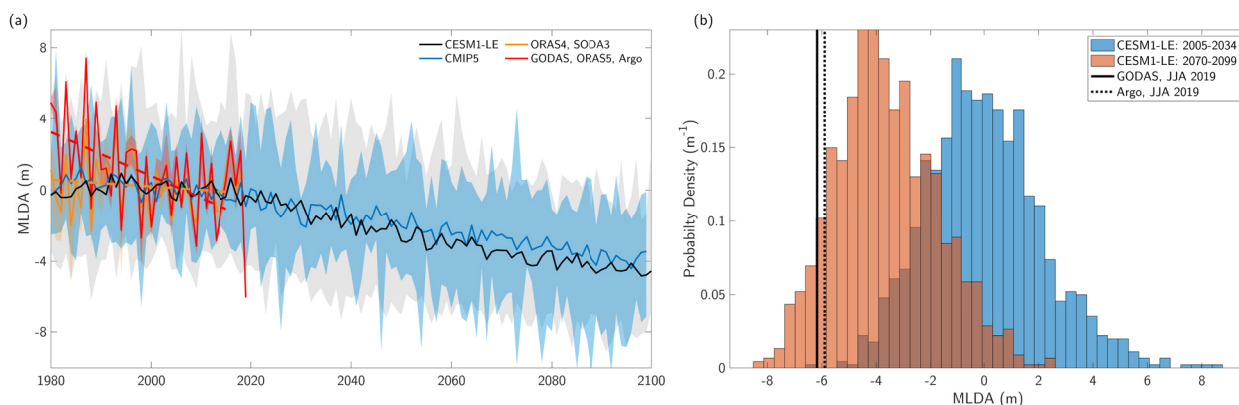 (a)
CESM1-LE
CMIP5
ORAS4, SODA3
GODAS, ORAS5, Argo
MLDA (m)
8
4
0
-4
-8
1980
2000
2020
2040
2060
2080
2100
(b)
CESM1-LE: 2005-2034
CESM1-LE: 2070-2099
GODAS, JJA 2019
Argo, JJA 2019
Probabilty Density (m-1)
0.2
0.15
0.1
0.05
0
-8
-6
-4
-2
0
2
4
6
8
MLDA (m)